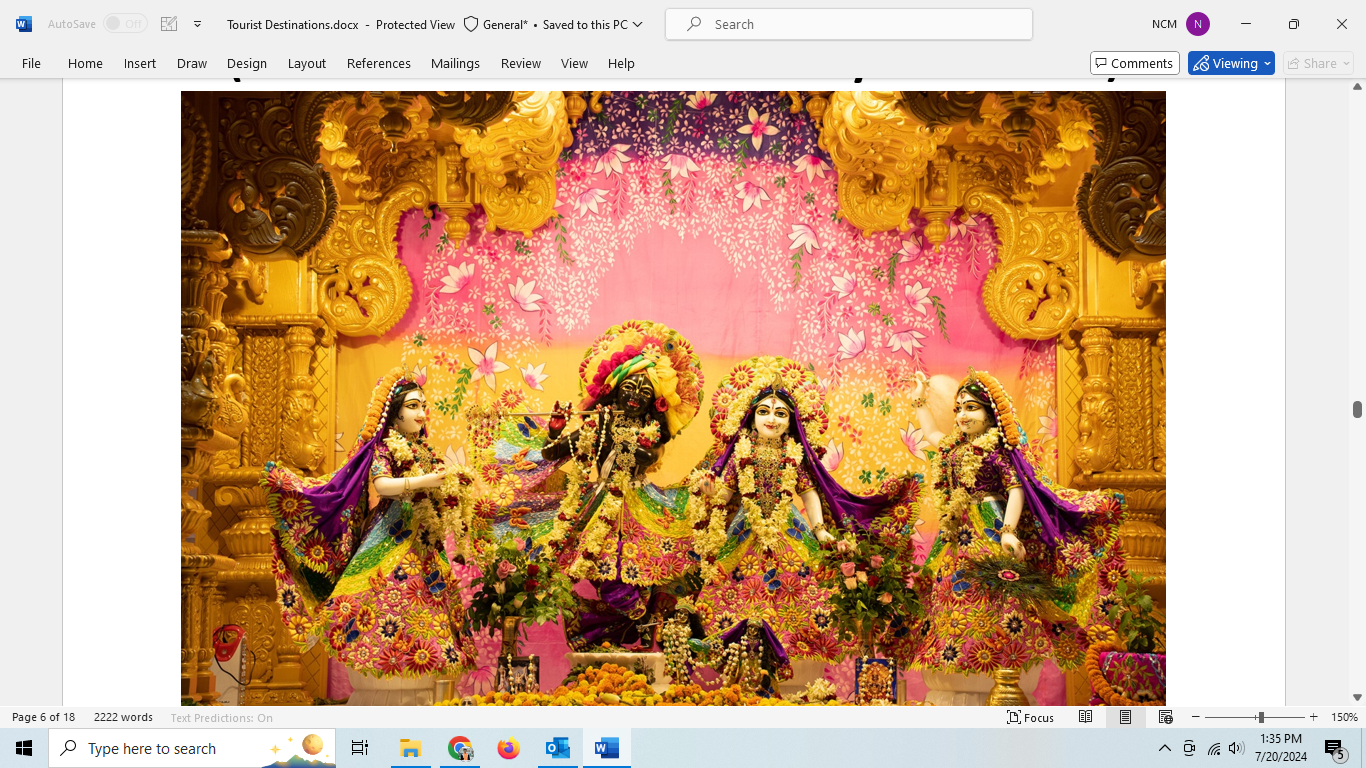 AutoSave Off Tourist Destinations.docx - Protected View General* • Saved to this PC Search NCM N
File Home Insert Draw Design Layout References Mailings Review View Help Comments Viewing Share
Page 6 of 18 2222 words Text Predictions: On Focus 150%
Type here to search 1:35 PM
7/20/2024 5